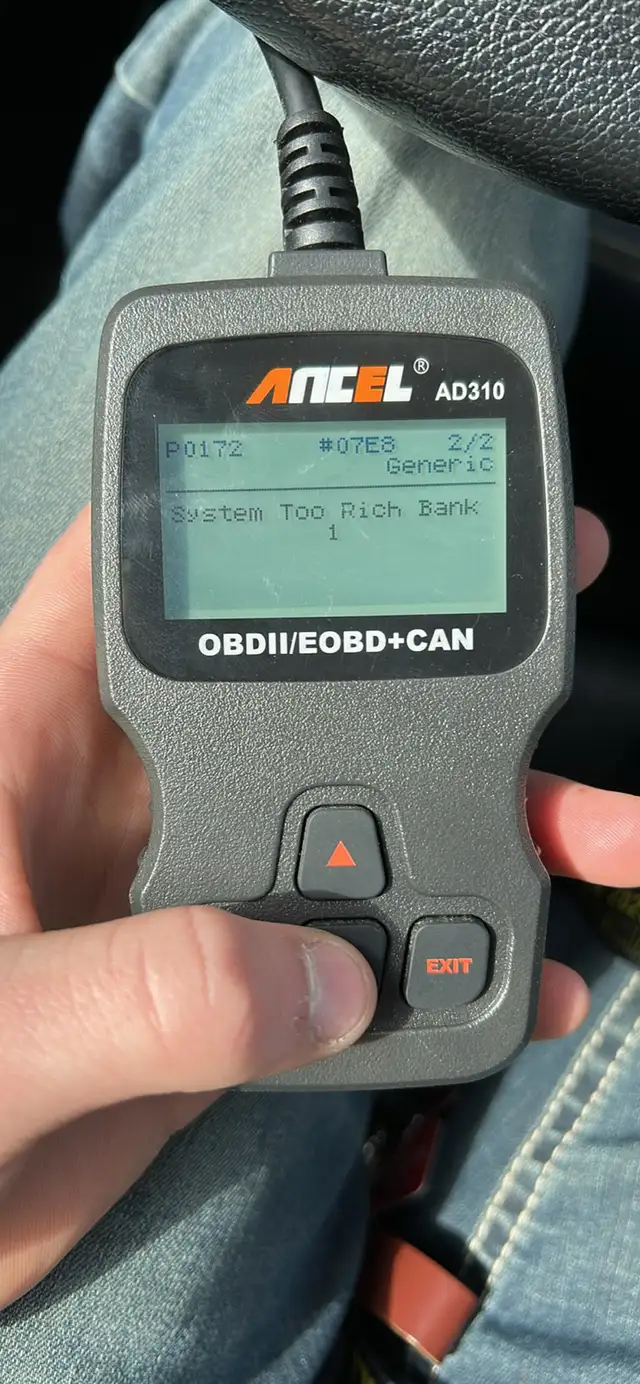 ANCEL® AD310
P0172 #07E8 2/2
Generic
System Too Rich Bank
1
OBDII/EOBD+CAN
EXIT